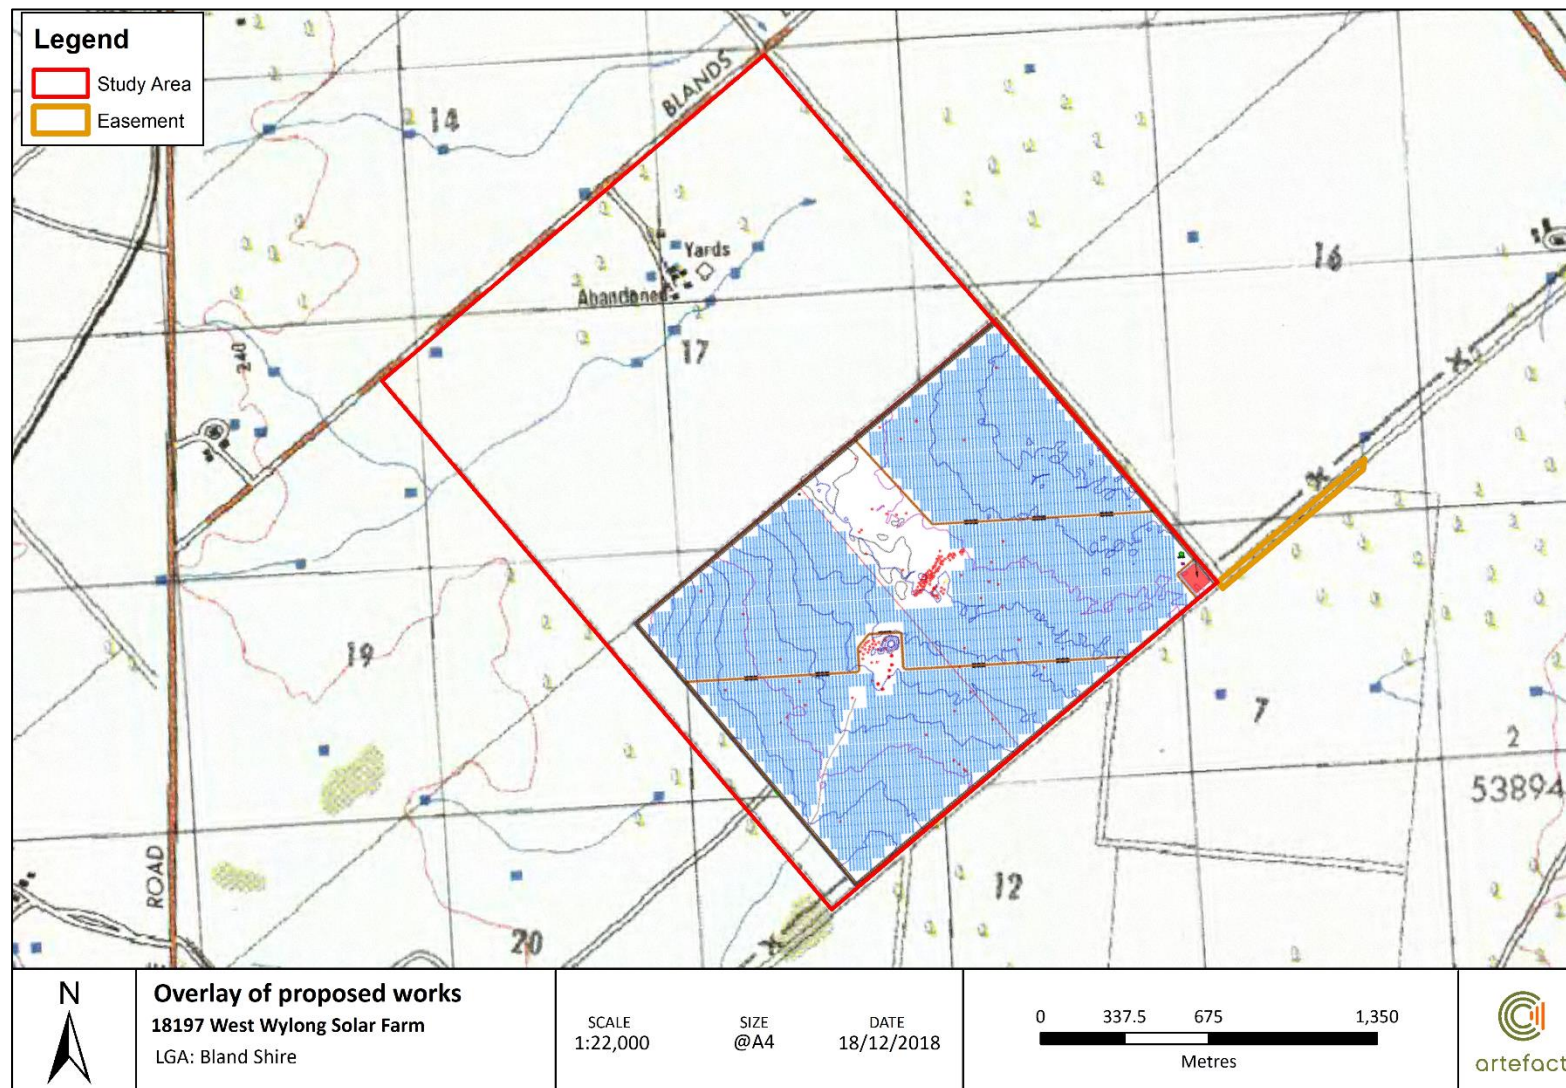 Legend
Study Area
Easement
14
BLANDS
16
Yards
Abandoned
17
240
19
7
2
53894
ROAD
20
12
N
Overlay of proposed works
18197 West Wylong Solar Farm
LGA: Bland Shire
SCALE
1:22,000
SIZE
@A4
DATE
18/12/2018
0 337.5 675 1,350
Metres
artefact